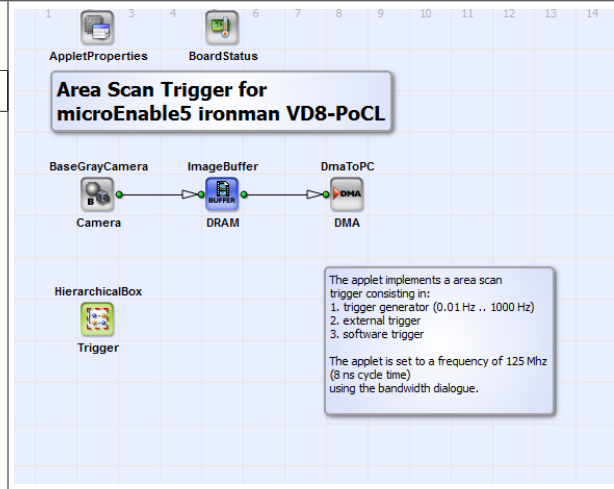 1 2 3 4 5 6 7 8 9 10 11 12 13 14
AppletProperties BoardStatus
Area Scan Trigger for
microEnable5 ironman VD8-PoCL
BaseGrayCamera ImageBuffer DmaToPC
B BUFFER DMA
Camera DRAM DMA
HierarchicalBox
Trigger
The applet implements a area scan
trigger consisting in:
1. trigger generator (0.01 Hz .. 1000 Hz)
2. external trigger
3. software trigger
The applet is set to a frequency of 125 Mhz
(8 ns cycle time)
using the bandwidth dialogue.